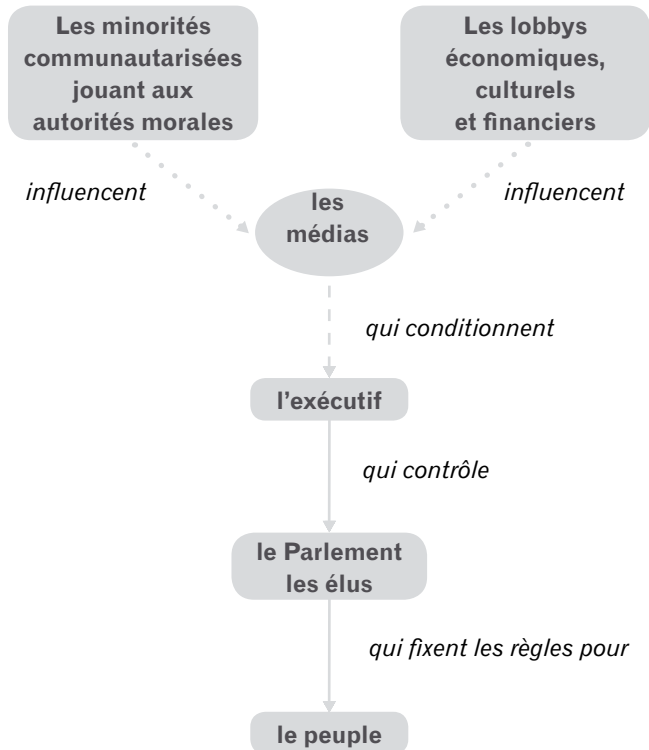 Les minorités
communautarisées
jouant aux
autorités morales
Les lobbys
économiques,
culturels
et financiers
influencent
influencent
les
médias
qui conditionnent
l'exécutif
qui contrôle
le Parlement
les élus
qui fixent les règles pour
le peuple